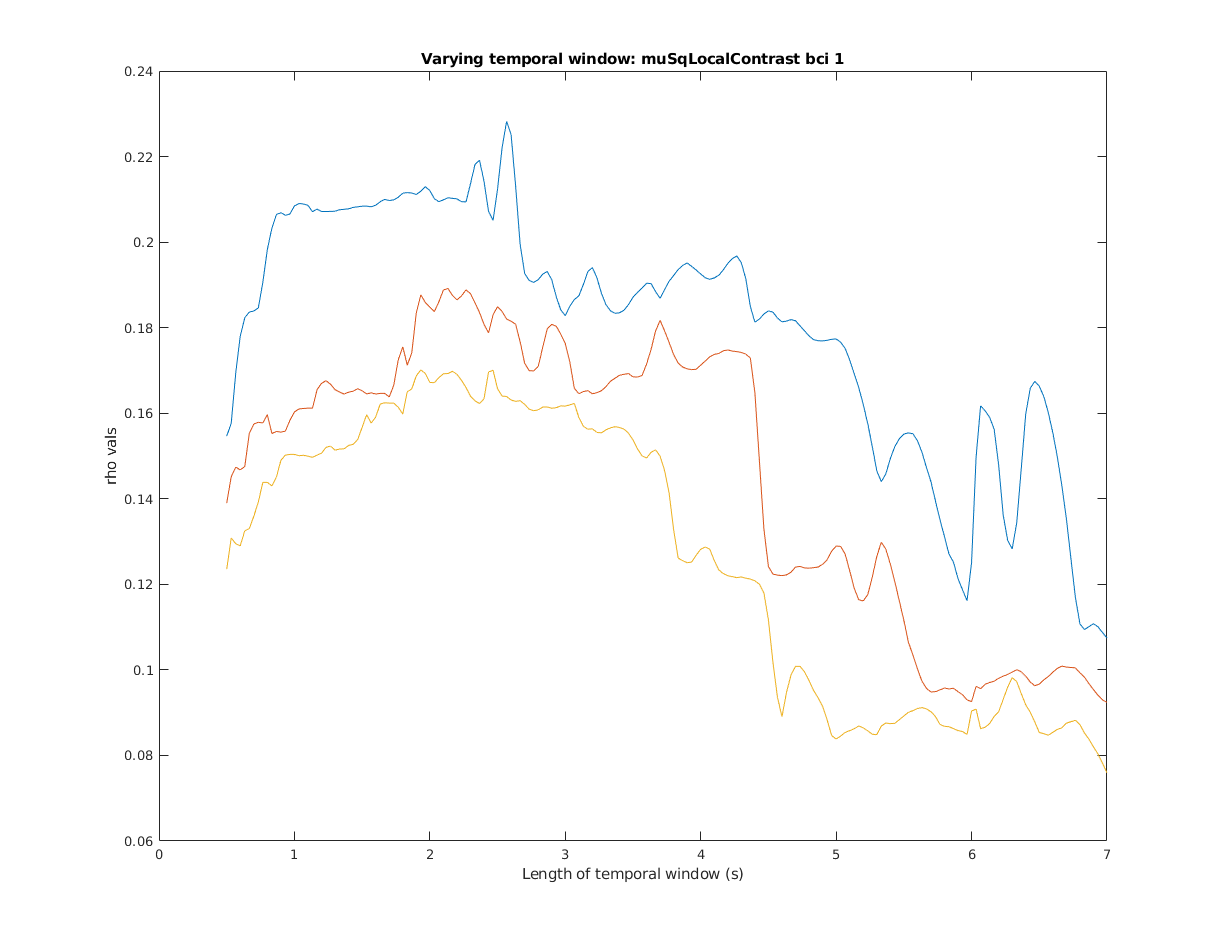 Varying temporal window: muSqLocalContrast bci 1
0.24
0.22
0.2
0.18
0.16
0.14
0.12
0.1
0.08
0.06
rho vals
0 1 2 3 4 5 6 7
Length of temporal window (s)